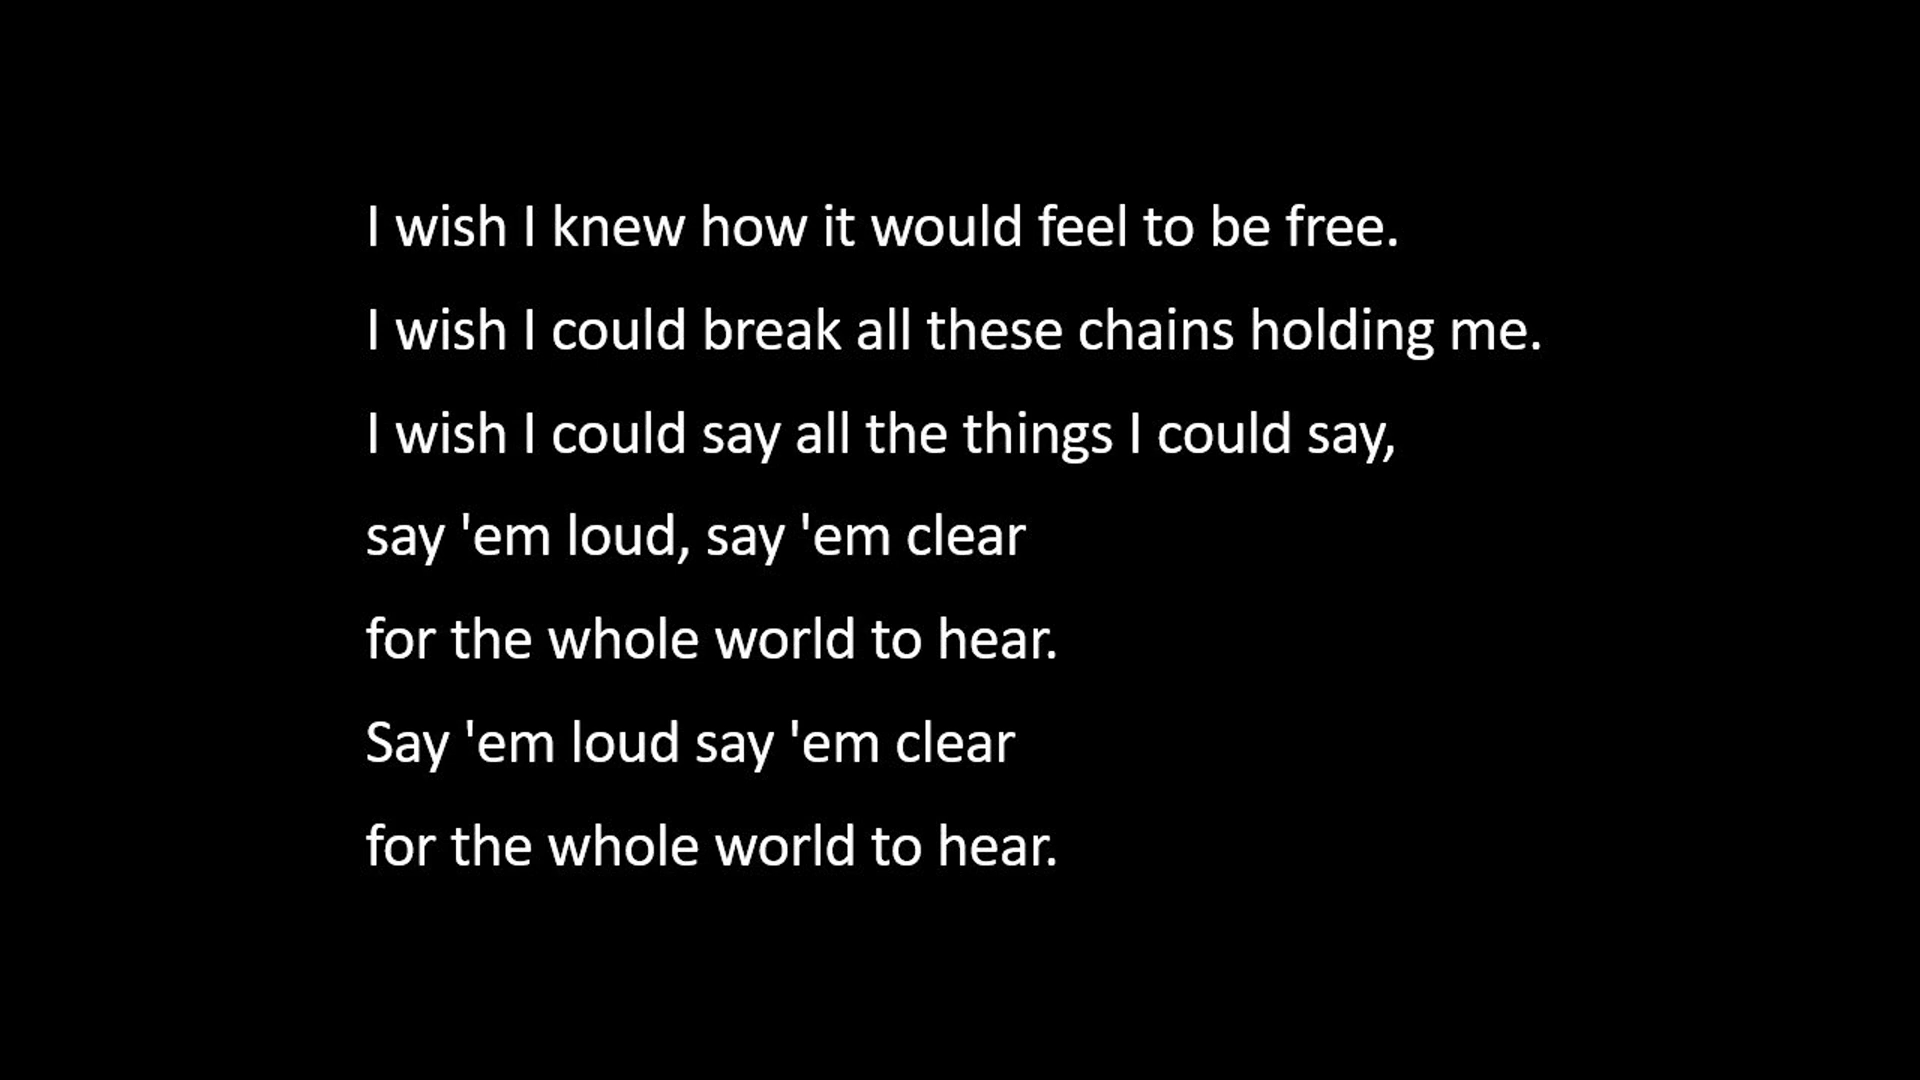 I wish I knew how it would feel to be free.
I wish I could break all these chains holding me.
I wish I could say all the things I could say,
say 'em loud, say 'em clear
for the whole world to hear.
Say 'em loud say 'em clear
for the whole world to hear.